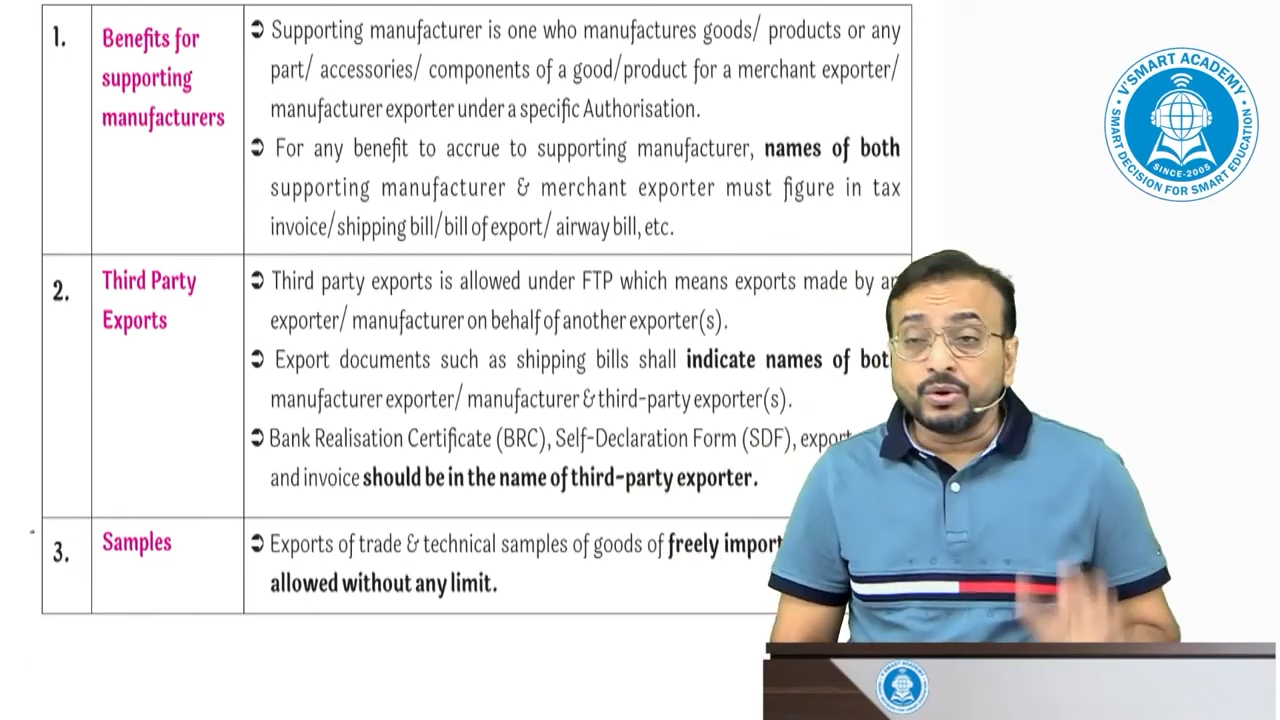 1.
Benefits for
supporting
manufacturers
➲ Supporting manufacturer is one who manufactures goods/ products or any
part/ accessories/ components of a good/product for a merchant exporter/
manufacturer exporter under a specific Authorisation.
➲ For any benefit to accrue to supporting manufacturer, names of both
supporting manufacturer & merchant exporter must figure in tax
invoice/shipping bill/bill of export/ airway bill, etc.
2.
Third Party
Exports
➲ Third party exports is allowed under FTP which means exports made by
exporter/ manufacturer on behalf of another exporter(s).
➲ Export documents such as shipping bills shall indicate names of
manufacturer exporter/ manufacturer & third-party exporter(s).
➲ Bank Realisation Certificate (BRC), Self-Declaration Form (SDF), export
and invoice should be in the name of third-party exporter.
3.
Samples
➲ Exports of trade & technical samples of goods of freely
allowed without any limit.
V'SMART ACADEMY
SINCE-2005
SMART DECISION FOR SMART EDUCATION